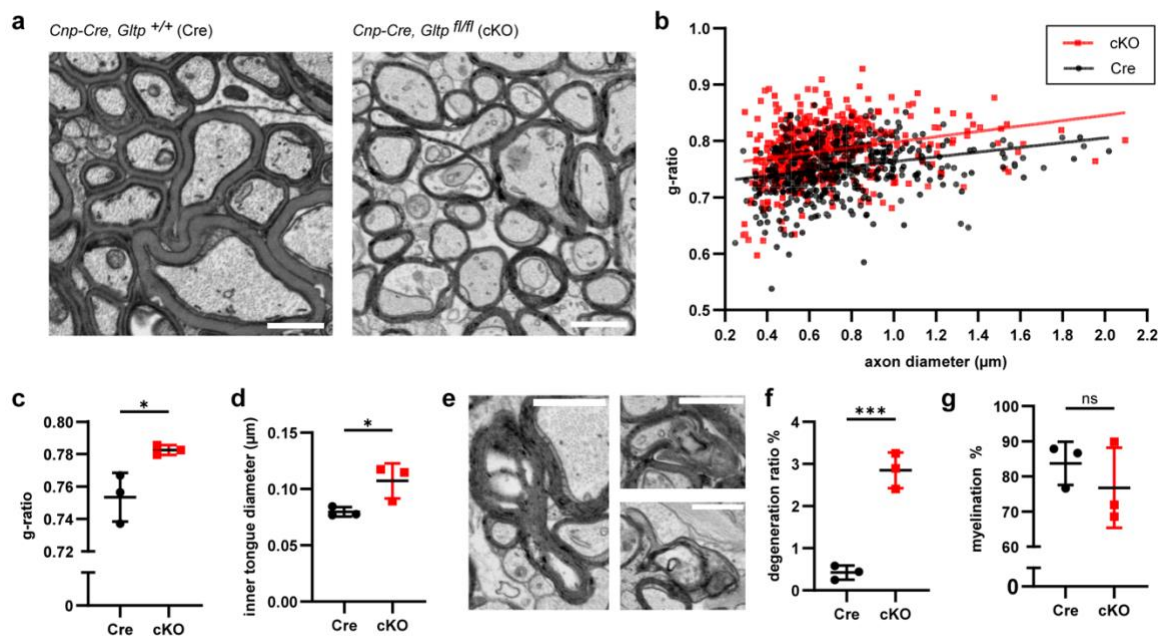 a
Cnp-Cre, Gltp +/+ (Cre)
Cnp-Cre, Gltp fl/fl (cKO)
b
1.0
0.9
0.8
0.7
0.6
0.5
g-ratio
0.2 0.4 0.6 0.8 1.0 1.2 1.4 1.6 1.8 2.0 2.2
axon diameter (µm)
cKO
Cre
c
*
0.80
0.78
0.76
0.74
0.72
0
g-ratio
Cre cKO
d
*
0.15
0.10
0.05
0.00
inner tongue diameter (µm)
Cre cKO
e
f
***
4
3
2
1
0
degeneration ratio %
Cre cKO
g
ns
100
90
80
70
60
0
myelination %
Cre cKO